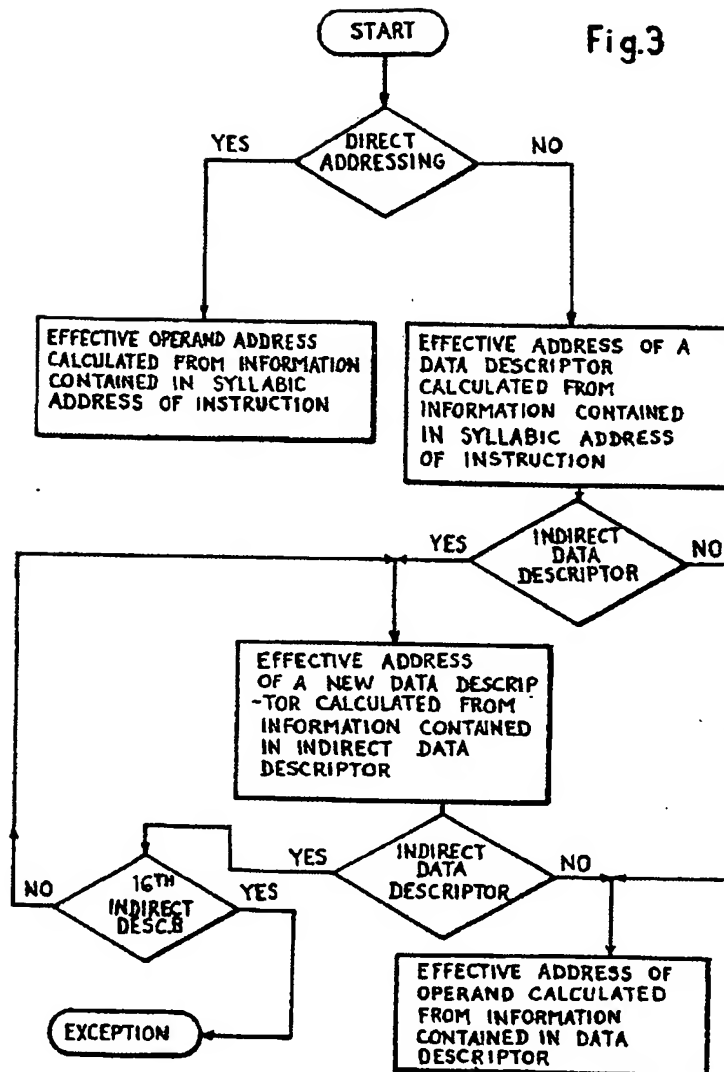 START
Fig.3
YES
DIRECT
ADDRESSING
NO
EFFECTIVE OPERAND ADDRESS
CALCULATED FROM INFORMATION
CONTAINED IN SYLLABIC
ADDRESS OF INSTRUCTION
EFFECTIVE ADDRESS OF A
DATA DESCRIPTOR
CALCULATED FROM
INFORMATION CONTAINED
IN SYLLABIC ADDRESS
OF INSTRUCTION
YES
INDIRECT
DATA
DESCRIPTOR
NO
EFFECTIVE ADDRESS
OF A NEW DATA DESCRIP
-TOR CALCULATED FROM
INFORMATION CONTAINED
IN INDIRECT DATA
DESCRIPTOR
YES
INDIRECT
DATA
DESCRIPTOR
NO
NO
16TH
INDIRECT
DESC.B
YES
EXCEPTION
EFFECTIVE ADDRESS OF
OPERAND CALCULATED
FROM INFORMATION
CONTAINED IN DATA
DESCRIPTOR